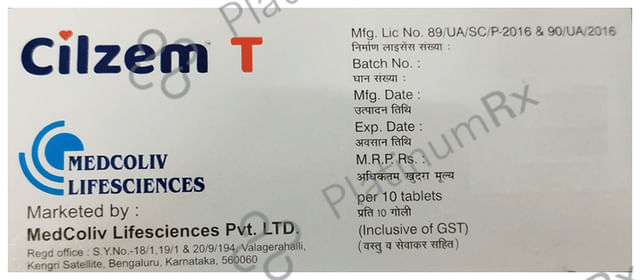 Cilzem T
MEDCOLIV
LIFESCIENCES
Marketed by :
MedColiv Lifesciences Pvt. LTD.
Regd office : S.Y.No.-18/1,19/1 & 20/9/194, Valagerahalli,
Kengri Satellite, Bengaluru, Karnataka, 560060
Mfg. Lic No. 89/UA/SC/P-2016 & 90/UA/2016
निर्माण लाइसेंस संख्या :
Batch No. :
घान संख्या :
Mfg. Date :
उत्पादन तिथि
Exp. Date :
अवसान तिथि
M.R.P. Rs. :
अधिकतम खुदरा मूल्य
per 10 tablets
प्रति 10 गोली
(Inclusive of GST)
(वस्तु व सेवाकर सहित)
PlatinumRx